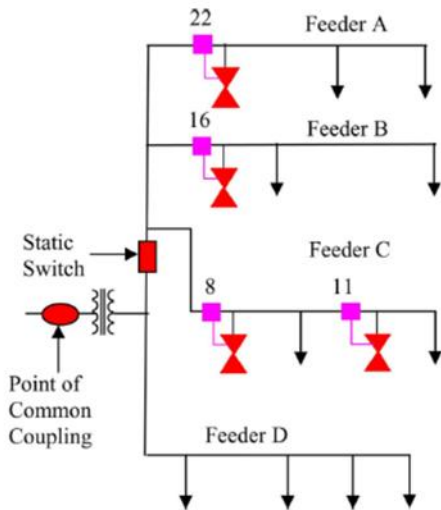 22
Feeder A
16
Feeder B
Static
Switch
Feeder C
8
11
Point of
Common
Coupling
Feeder D